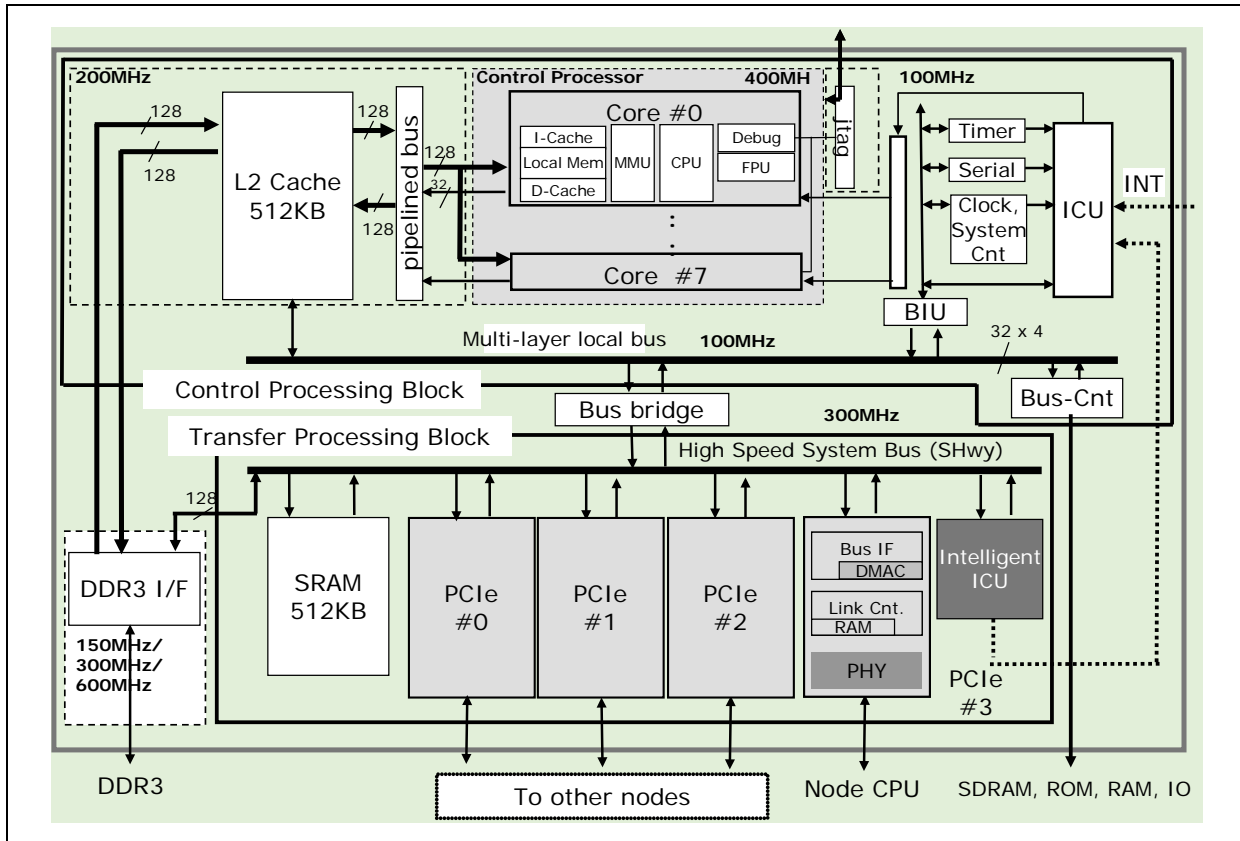 200MHz
Control Processor
400MH
100MHz
128
128
L2 Cache
512KB
128
128
pipelined bus
128
32
Core #0
I-Cache
Local Mem
D-Cache
MMU
CPU
Debug
FPU
jtag
:
:
Core #7
Timer
Serial
Clock,
System
Cnt
ICU
INT
BIU
Multi-layer local bus
100MHz
32 x 4
Control Processing Block
Bus bridge
Bus-Cnt
300MHz
Transfer Processing Block
High Speed System Bus (SHwy)
128
DDR3 I/F
150MHz/
300MHz/
600MHz
SRAM
512KB
PCIe
#0
PCIe
#1
PCIe
#2
Bus IF
DMAC
Link Cnt.
RAM
PHY
Intelligent
ICU
PCIe
#3
DDR3
To other nodes
Node CPU
SDRAM, ROM, RAM, IO